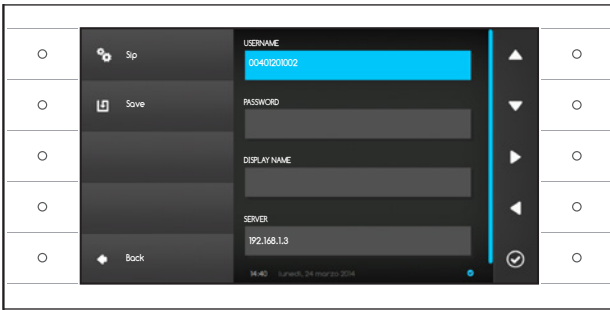 Sip
Save
Back
USERNAME
00401201002
PASSWORD
DISPLAY NAME
SERVER
192.168.1.3
14:40 lunedì, 24 marzo 2014